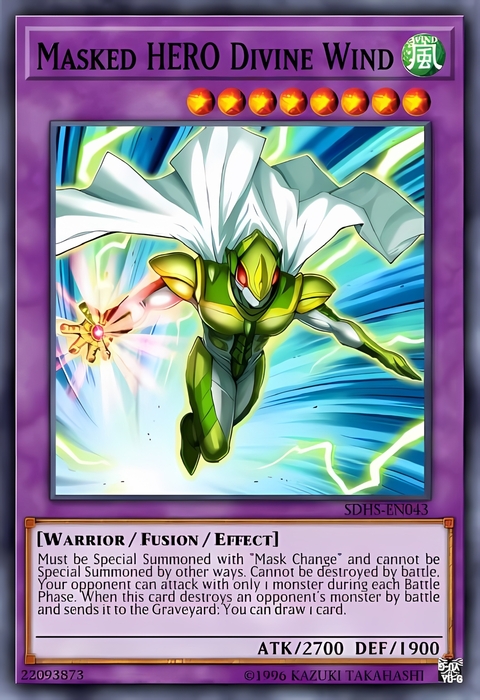 Masked HERO Divine Wind
WIND
風
SDHS-EN043
[Warrior / Fusion / Effect]
Must be Special Summoned with "Mask Change" and cannot be
Special Summoned by other ways. Cannot be destroyed by battle.
Your opponent can attack with only 1 monster during each Battle
Phase. When this card destroys an opponent's monster by battle
and sends it to the Graveyard: You can draw 1 card.
ATK/2700 DEF/1900
22093873
©1996 KAZUKI TAKAHASHI